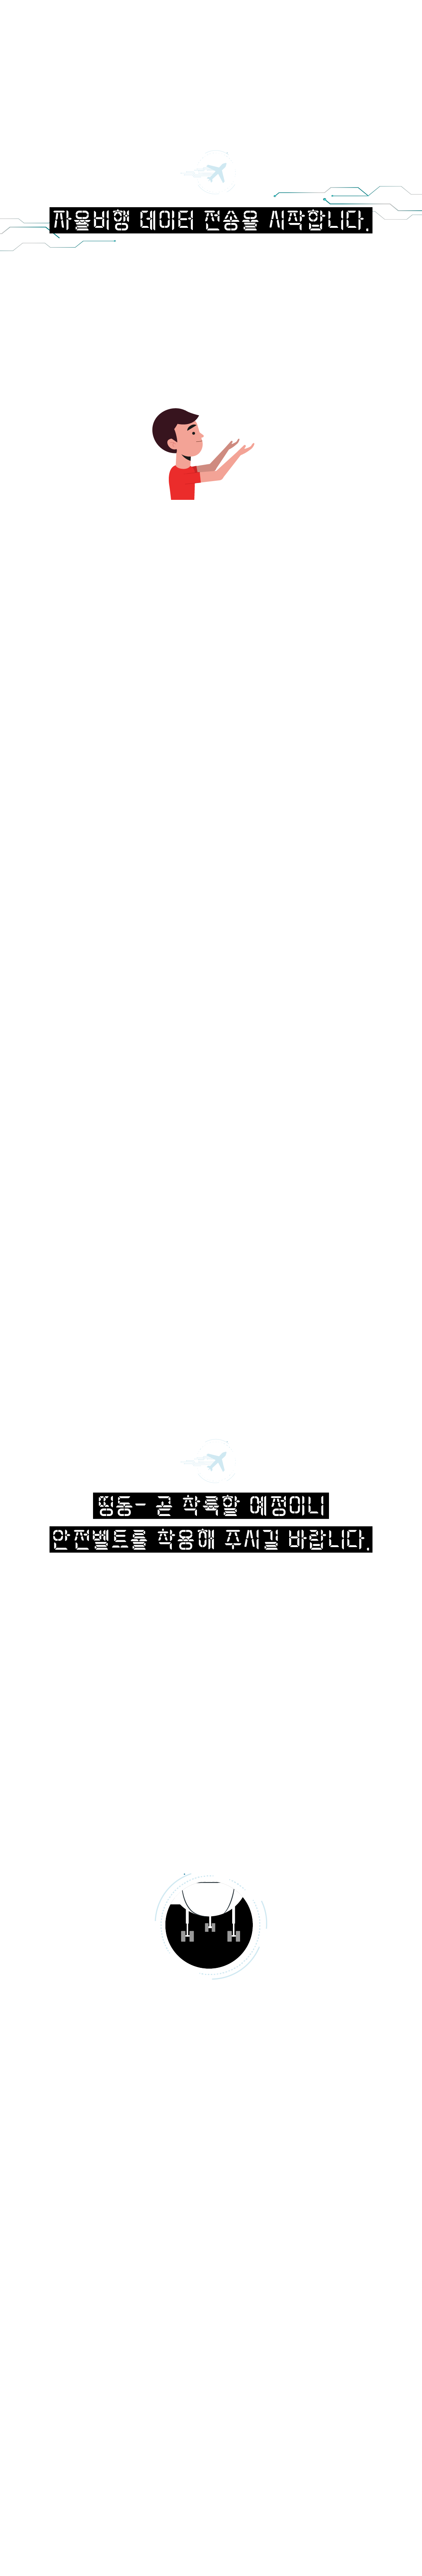 자율비행 데이터 전송을 시작합니다.
띵동- 곧 착륙할 예정이니
안전벨트를 착용해 주시길 바랍니다.